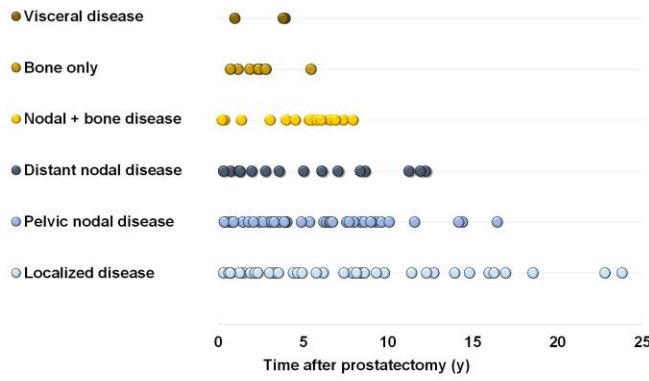 Visceral disease
Bone only
Nodal + bone disease
Distant nodal disease
Pelvic nodal disease
Localized disease
0 5 10 15 20 25
Time after prostatectomy (y)